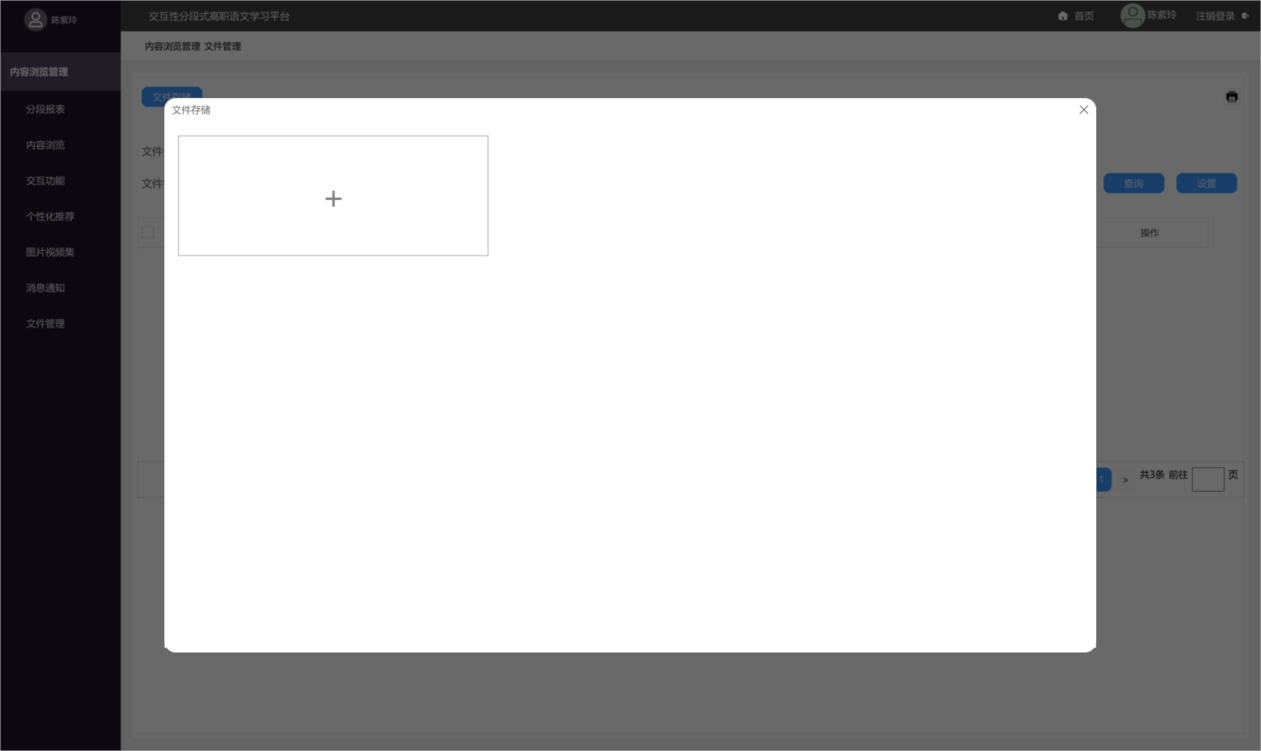 陈紫玲
交互性分段式高职语文学习平台
首页
陈紫玲
注销登录
内容浏览管理 文件管理
内容浏览管理
分段报表
内容浏览
交互功能
个性化推荐
图片视频集
消息通知
文件管理
文件存储
文件存储
文件
文件
查询
设置
操作
1
>
共3条 前往
页